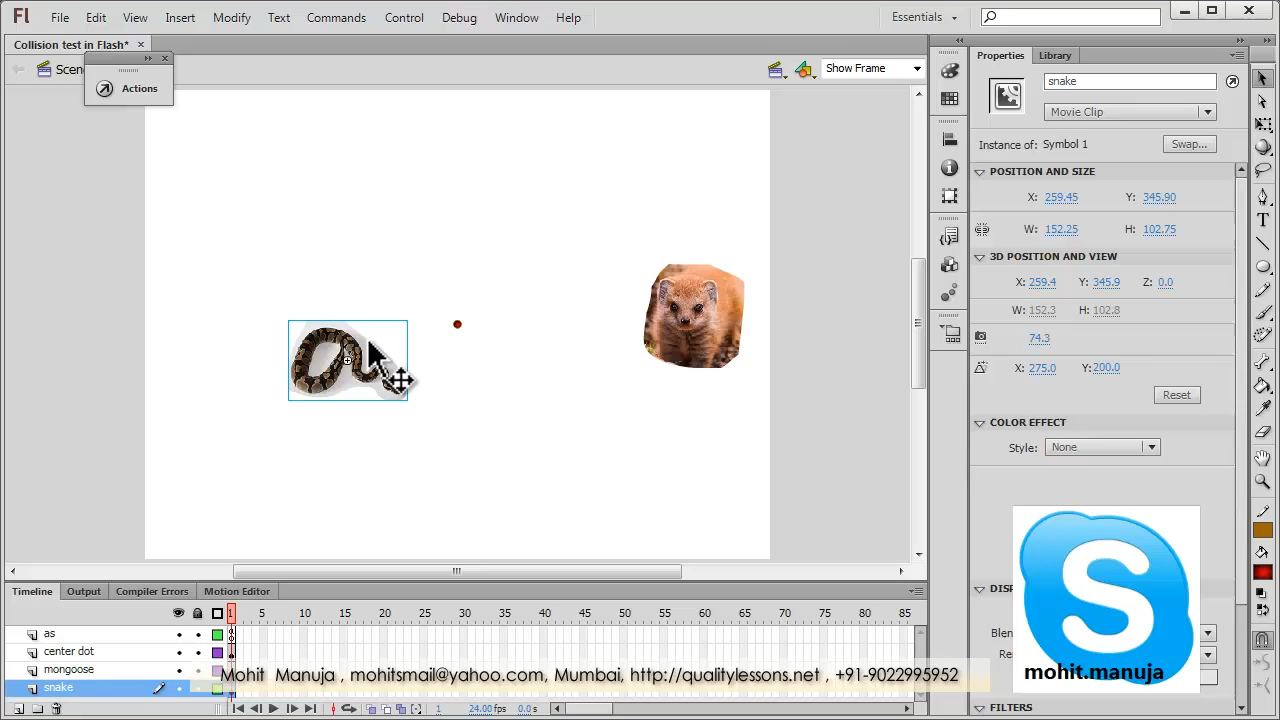 Fl File Edit View Insert Modify Text Commands Control Debug Window Help Essentials
Collision test in Flash*
Scen
Show Frame
Actions
Properties Library
snake
Movie Clip
Instance of: Symbol 1 Swap...
POSITION AND SIZE
X: 259.45 Y: 345.90
W: 152.25 H: 102.75
3D POSITION AND VIEW
X: 259.4 Y: 345.9 Z: 0.0
W: 152.3 H: 102.8
74.3
X: 275.0 Y: 200.0
Reset
COLOR EFFECT
Style: None
DISP
Blen
Re
FILTERS
S
mohit.manuja
Timeline Output Compiler Errors Motion Editor
1 5 10 15 20 25 30 35 40 45 50 55 60 65 70 75 80 85
as
center dot
mongoose
snake
Mohit Manuja , mohitsmail@yahoo.com, Mumbai, http://qualitylessons.net , +91-9022995952
1 24.00 fps 0.0 s